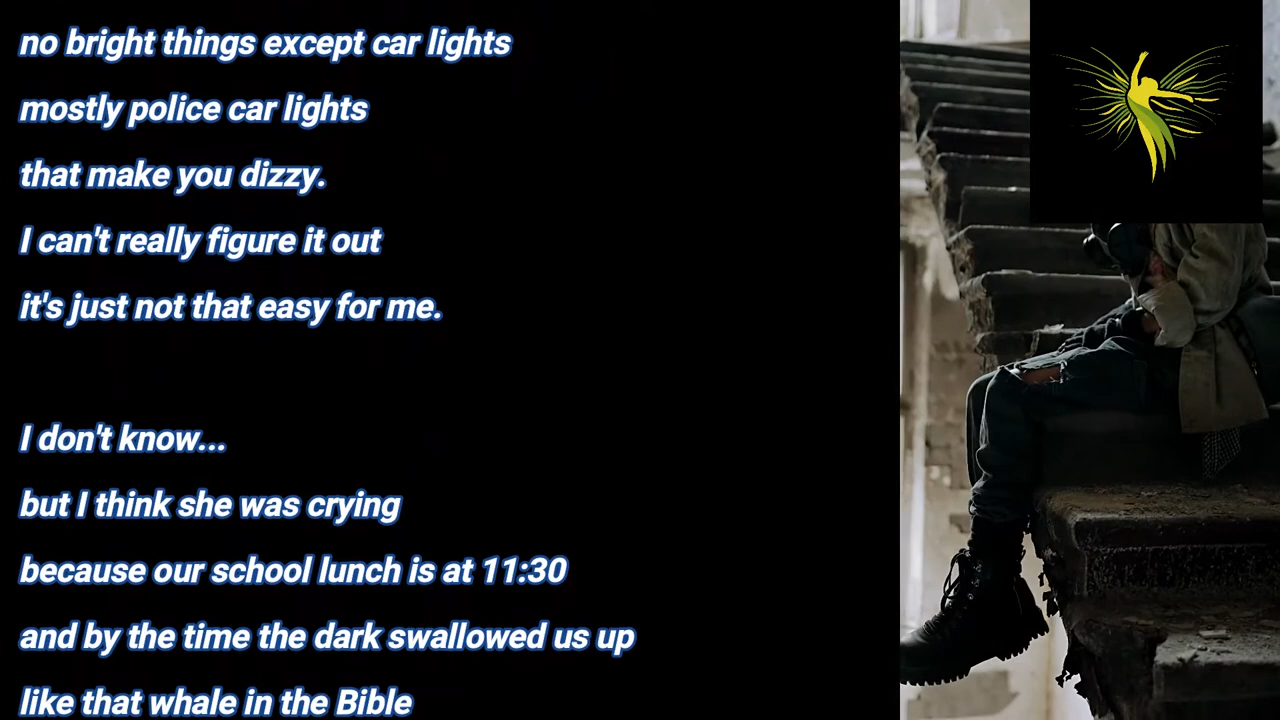 no bright things except car lights
mostly police car lights
that make you dizzy.
I can't really figure it out
it's just not that easy for me.
I don't know...
but I think she was crying
because our school lunch is at 11:30
and by the time the dark swallowed us up
like that whale in the Bible